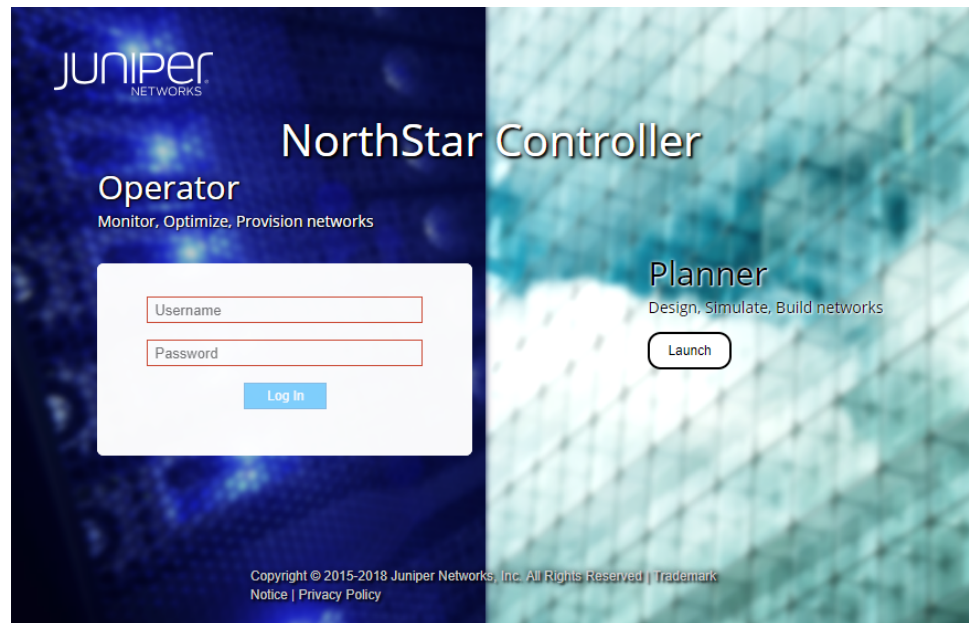 JUNIPER
NETWORKS
NorthStar Controller
Operator
Monitor, Optimize, Provision networks
Username
Password
Log In
Planner
Design, Simulate, Build networks
Launch
Copyright © 2015-2018 Juniper Networks, Inc. All Rights Reserved | Trademark
Notice | Privacy Policy